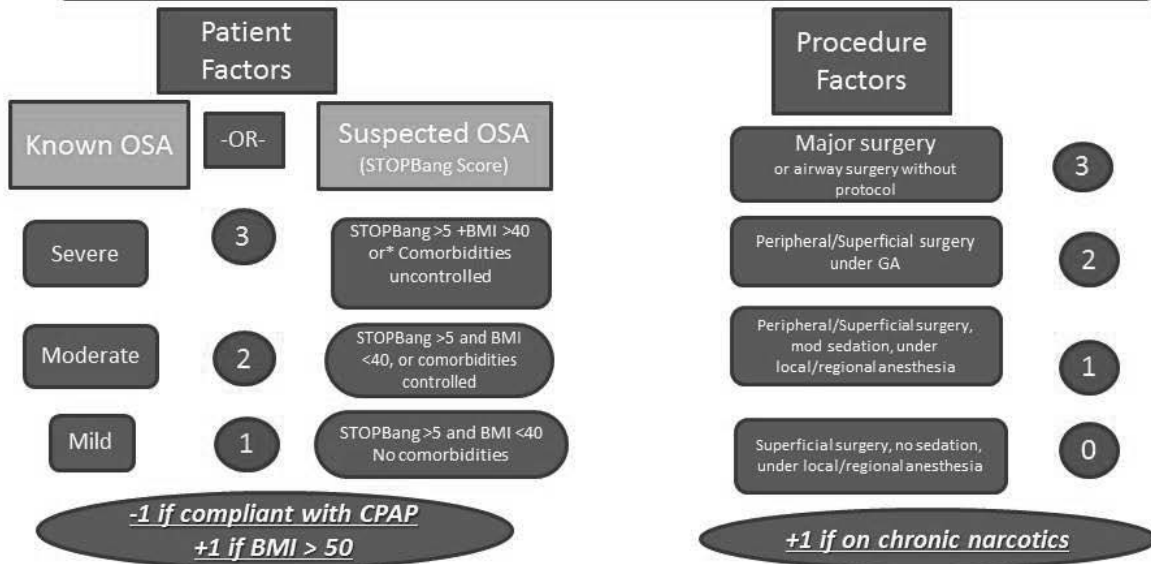 Patient
Factors
Known OSA
-OR-
Suspected OSA
(STOPBang Score)
Severe
3
STOPBang >5 +BMI >40
or* Comorbidities
uncontrolled
Moderate
2
STOPBang >5 and BMI
<40, or comorbidities
controlled
Mild
1
STOPBang >5 and BMI <40
No comorbidities
-1 if compliant with CPAP
+1 if BMI > 50
Procedure
Factors
Major surgery
or airway surgery without
protocol
3
Peripheral/Superficial surgery
under GA
2
Peripheral/Superficial surgery,
mod sedation, under
local/regional anesthesia
1
Superficial surgery, no sedation,
under local/regional anesthesia
0
+1 if on chronic narcotics